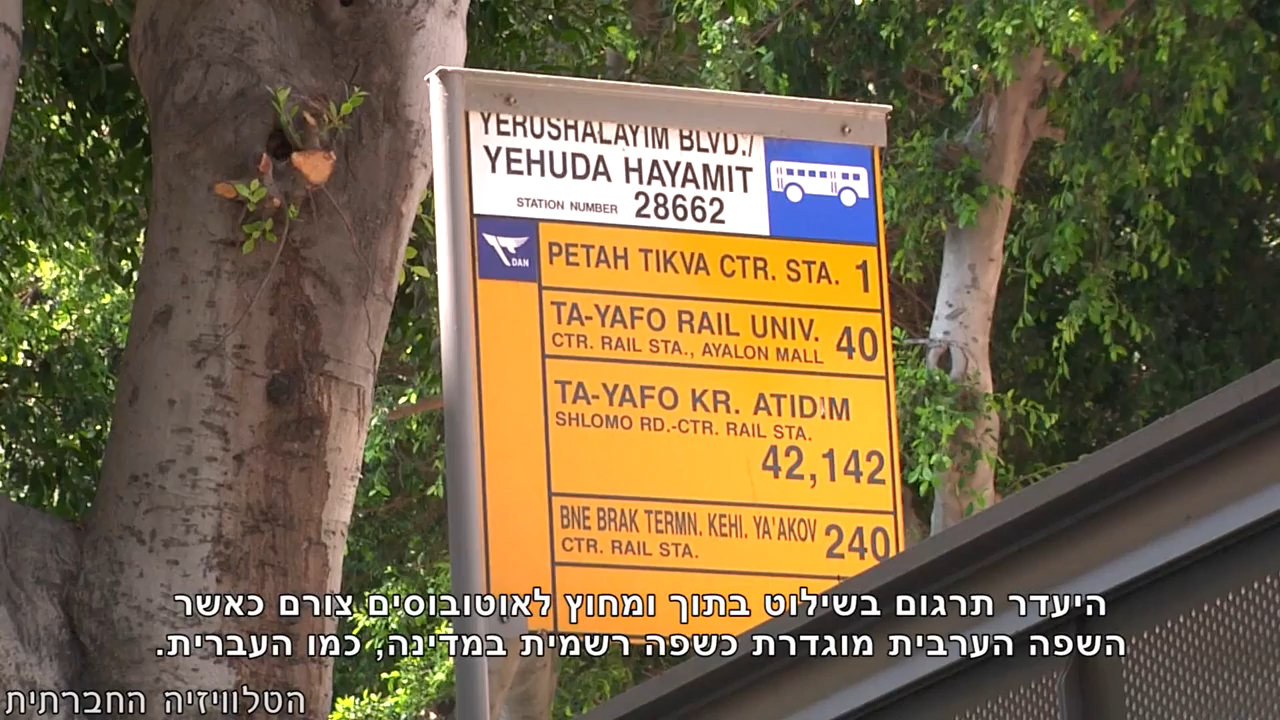 YERUSHALAYIM BLVD./
YEHUDA HAYAMIT
STATION NUMBER 28662
DAN
PETAH TIKVA CTR. STA. 1
TA-YAFO RAIL UNIV. 40
CTR. RAIL STA., AYALON MALL
TA-YAFO KR. ATIDIM
SHLOMO RD.-CTR. RAIL STA.
42,142
BNE BRAK TERMN. KEHI. YA'AKOV 240
CTR. RAIL STA.
היעדר תרגום בשילוט בתוך ומחוץ לאוטובוסים צורם כאשר
השפה הערבית מוגדרת כשפה רשמית במדינה, כמו העברית.
הטלוויזיה החברתית